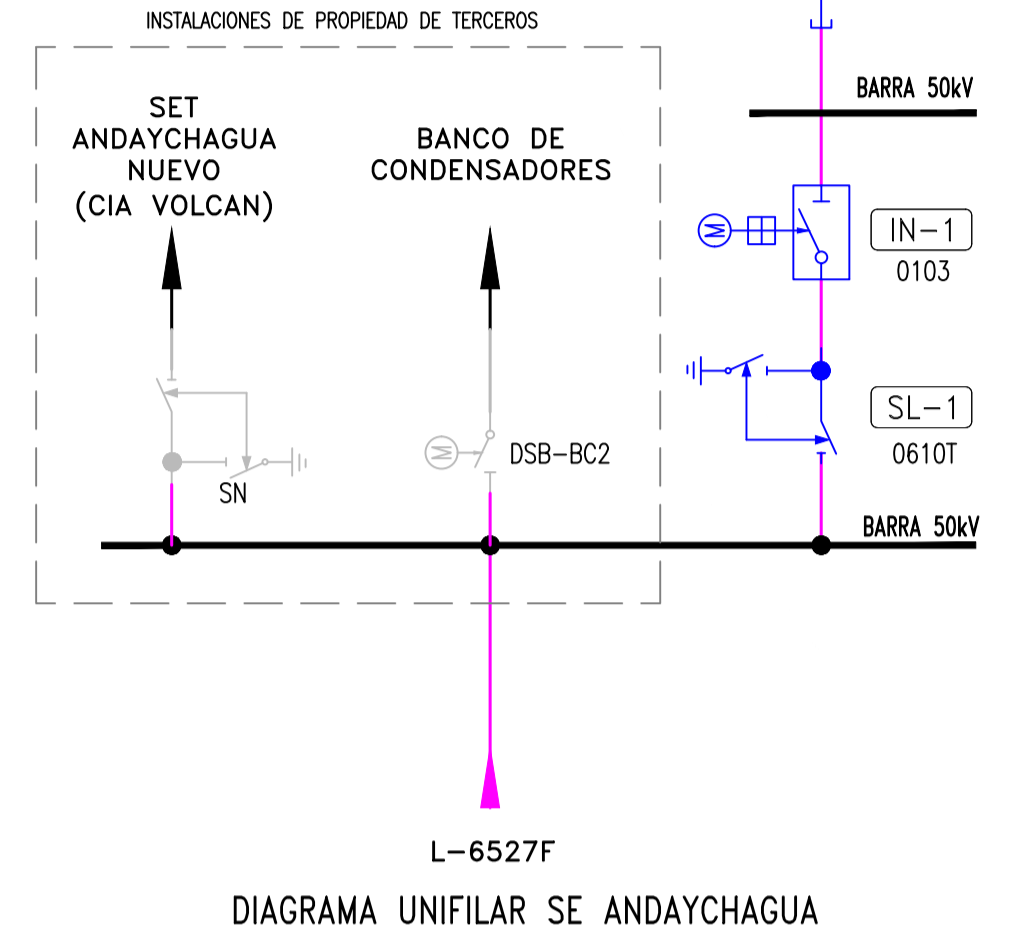 INSTALACIONES DE PROPIEDAD DE TERCEROS
SET
ANDAYCHAGUA
NUEVO
(CIA VOLCAN)
BANCO DE
CONDENSADORES
BARRA 50kV
M
IN-1
0103
SL-1
0610T
M
DSB-BC2
SN
BARRA 50kV
L-6527F
DIAGRAMA UNIFILAR SE ANDAYCHAGUA